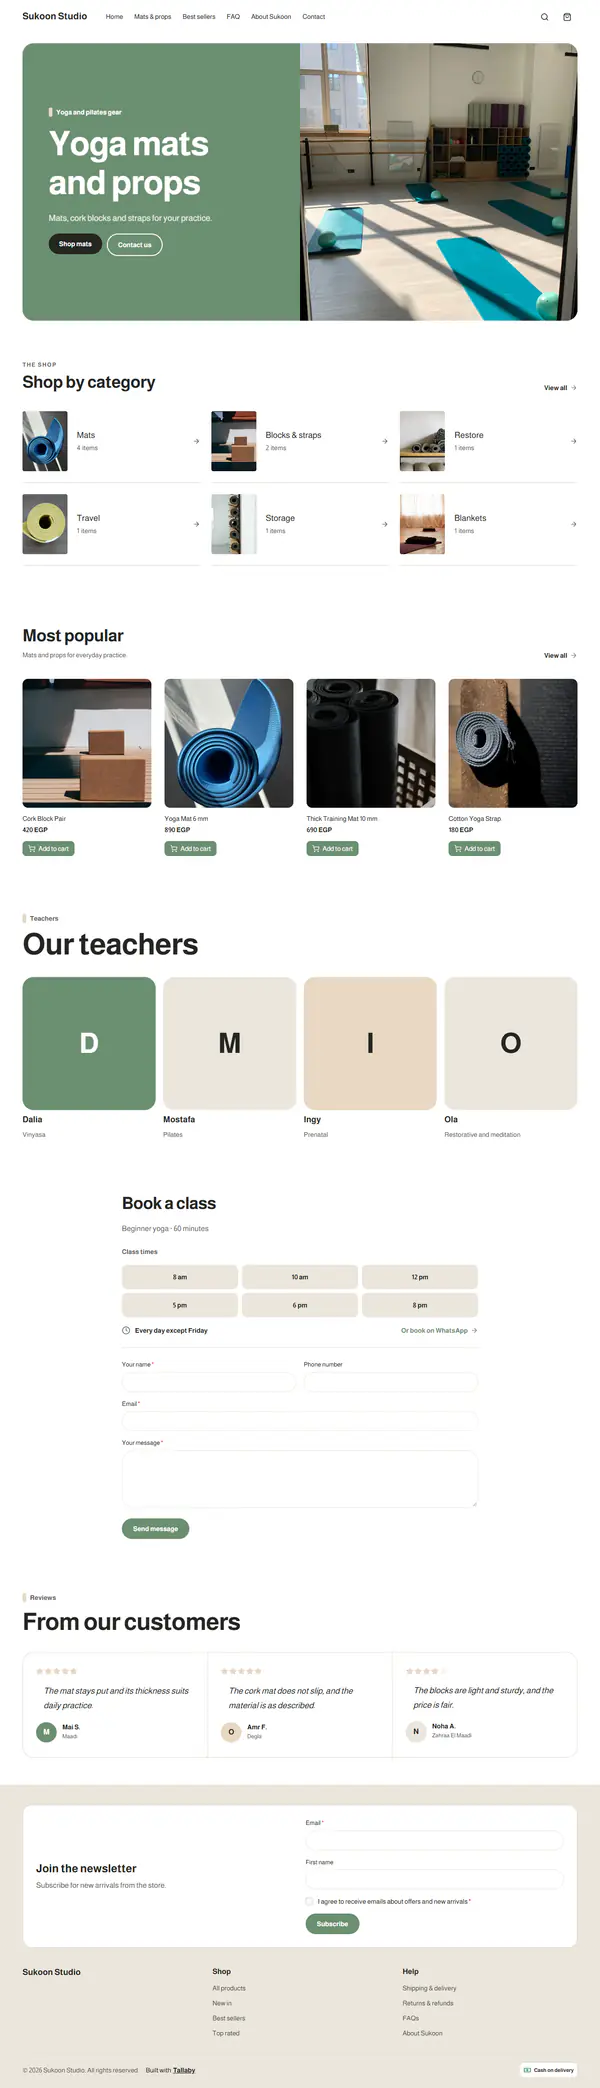 Sukoon Studio
Home
Mats & props
Best sellers
FAQ
About Sukoon
Contact
Yoga and pilates gear
Yoga mats
and props
Mats, cork blocks and straps for your practice.
Shop mats
Contact us
THE SHOP
Shop by category
View all
Mats
4 items
Blocks & straps
2 items
Restore
1 items
Travel
1 items
Storage
1 items
Blankets
1 items
Most popular
Mats and props for everyday practice
View all
Cork Block Pair
420 EGP
Add to cart
Yoga Mat 6 mm
890 EGP
Add to cart
Thick Training Mat 10 mm
690 EGP
Add to cart
Cotton Yoga Strap
180 EGP
Add to cart
Teachers
Our teachers
D
M
I
O
Dalia
Vinyasa
Mostafa
Pilates
Ingy
Prenatal
Ola
Restorative and meditation
Book a class
Beginner yoga · 60 minutes
Class times
8 am
10 am
12 pm
5 pm
6 pm
8 pm
Every day except Friday
Or book on WhatsApp
Your name *
Phone number
Email *
Your message *
Send message
Reviews
From our customers
The mat stays put and its thickness suits
daily practice.
M
Mai S.
Maadi
The cork mat does not slip, and the
material is as described.
O
Amr F.
Degla
The blocks are light and sturdy, and the
price is fair.
N
Noha A.
Zahraa El Maadi
Join the newsletter
Subscribe for new arrivals from the store.
Email *
First name
I agree to receive emails about offers and new arrivals *
Subscribe
Sukoon Studio
Shop
All products
New in
Best sellers
Top rated
Help
Shipping & delivery
Returns & refunds
FAQs
About Sukoon
© 2026 Sukoon Studio. All rights reserved
Built with Tallaby
Cash on delivery